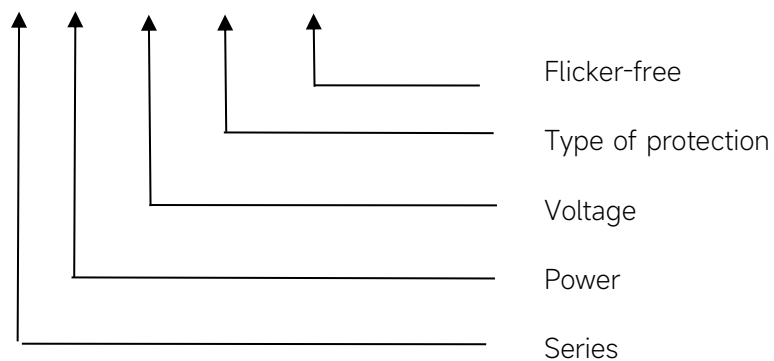 Flicker-free
Type of protection
Voltage
Power
Series